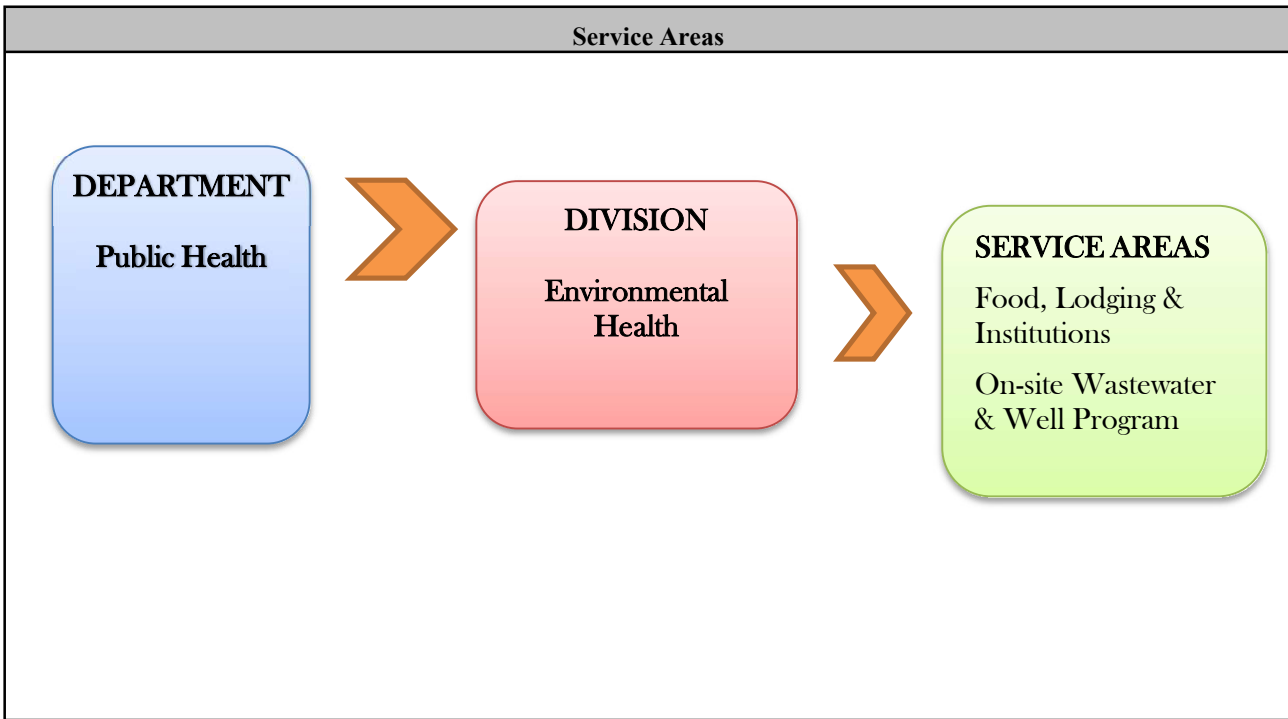 Service Areas
DEPARTMENT
Public Health
DIVISION
Environmental
Health
SERVICE AREAS
Food, Lodging &
Institutions
On-site Wastewater
& Well Program